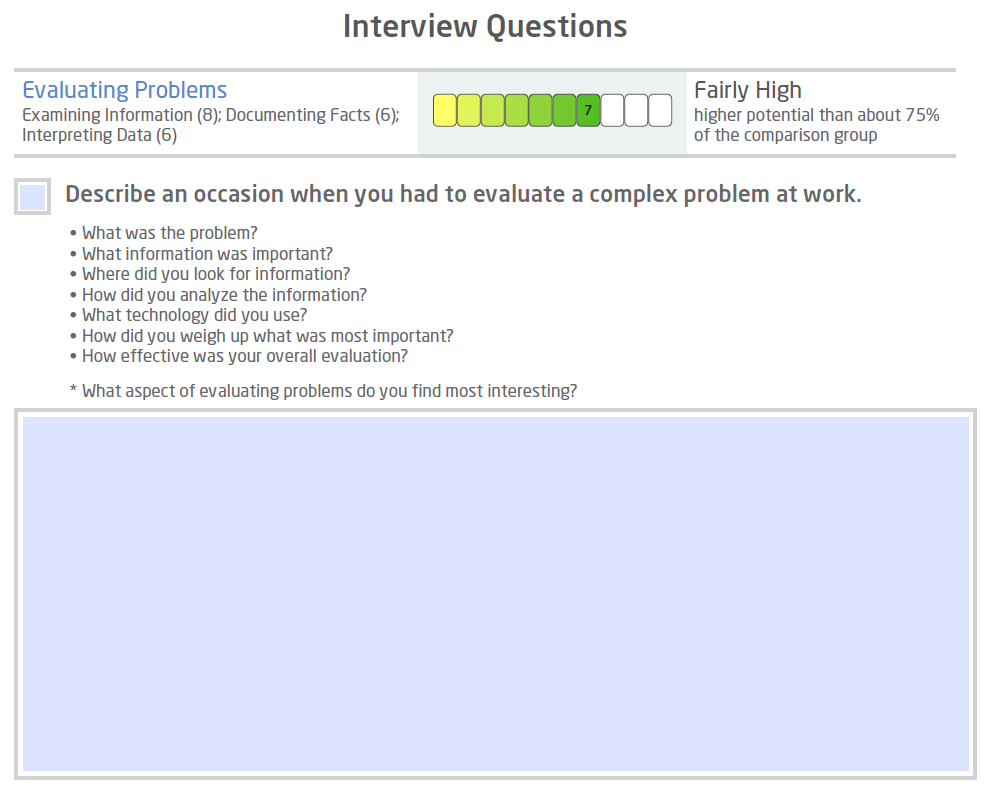 Interview Questions
Evaluating Problems
Examining Information (8); Documenting Facts (6);
Interpreting Data (6)
7
Fairly High
higher potential than about 75%
of the comparison group
Describe an occasion when you had to evaluate a complex problem at work.
• What was the problem?
• What information was important?
• Where did you look for information?
• How did you analyze the information?
• What technology did you use?
• How did you weigh up what was most important?
• How effective was your overall evaluation?
* What aspect of evaluating problems do you find most interesting?